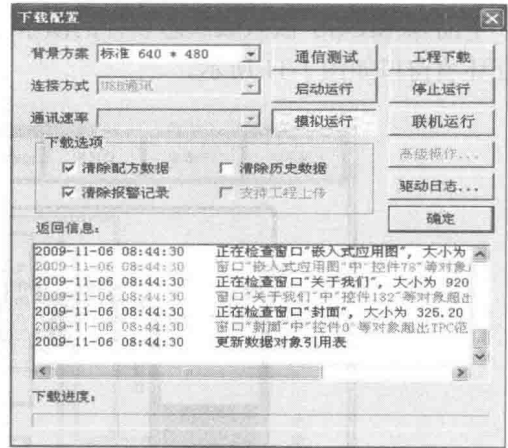 下载配置
背景方案 标准 640 * 480 通信测试 工程下载
连接方式 USB通讯 启动运行 停止运行
通讯速率 模拟运行 联机运行
下载选项
高级操作...
清除配方数据 清除历史数据
清除报警记录 支持工程上传
驱动日志...
确定
返回信息:
2009-11-06 08:44:30 正在检查窗口"嵌入式应用图", 大小为
2009-11-06 08:44:30 窗口"嵌入式应用图"中"控件78"等对象
2009-11-06 08:44:30 正在检查窗口"关于我们", 大小为 920
2009-11-06 08:44:30 窗口"关于我们"中"控件182"等对象超出
2009-11-06 08:44:30 正在检查窗口"封面", 大小为 325.20
2009-11-06 08:44:30 窗口"封面"中"控件0"等对象超出TPC范
2009-11-06 08:44:30 更新数据对象引用表
下载进度: